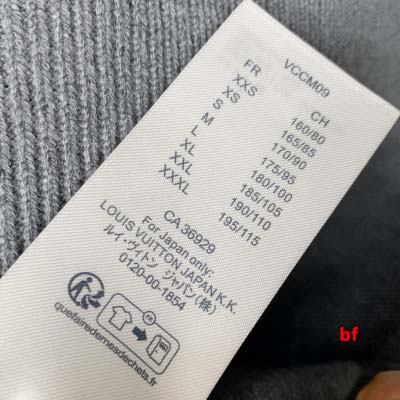 VCCM09
FR CH
XXS 160/80
XS 165/85
S 170/90
M 175/95
L 180/100
XL 185/105
XXL 190/110
XXXL 195/115
CA 36929
For Japan only:
LOUIS VUITTON JAPAN K.K.
ルイ・ヴィトン ジャパン(株)
0120-00-1854
FR
quefairedemesdechets.fr
bf